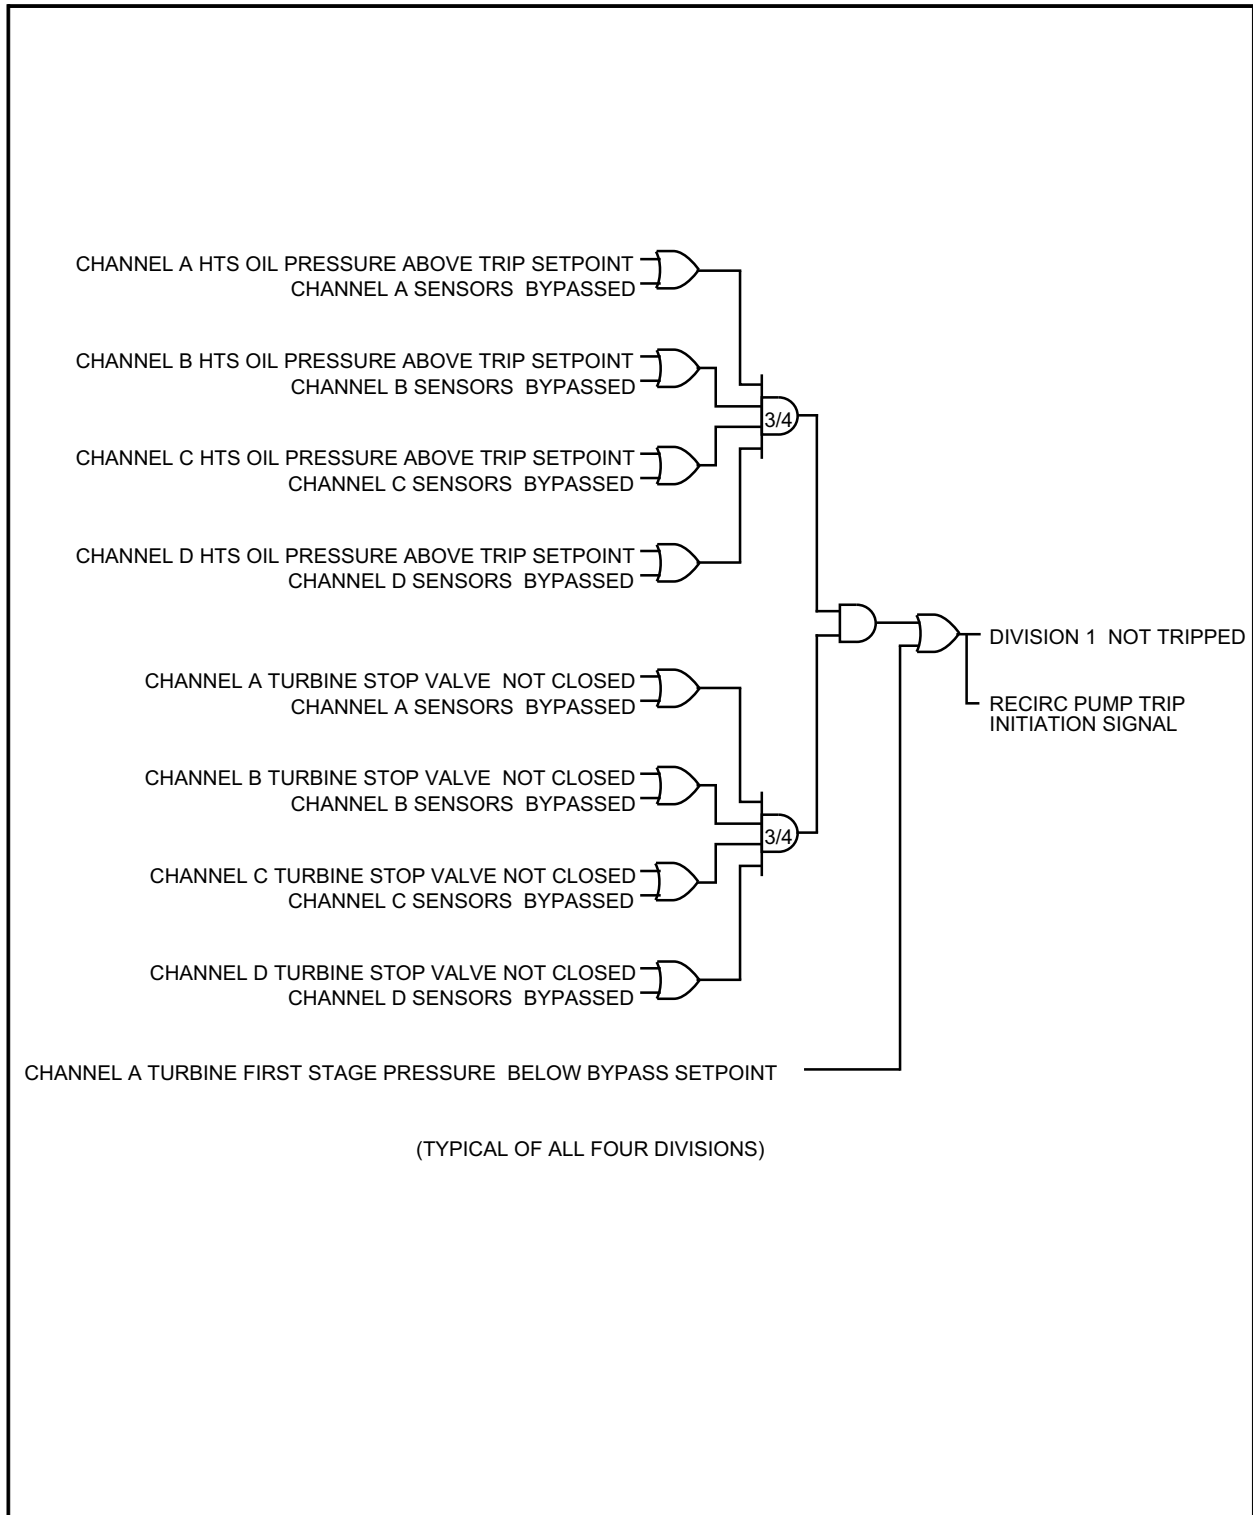 CHANNEL A HTS OIL PRESSURE ABOVE TRIP SETPOINT
CHANNEL A SENSORS BYPASSED
CHANNEL B HTS OIL PRESSURE ABOVE TRIP SETPOINT
CHANNEL B SENSORS BYPASSED
3/4
CHANNEL C HTS OIL PRESSURE ABOVE TRIP SETPOINT
CHANNEL C SENSORS BYPASSED
CHANNEL D HTS OIL PRESSURE ABOVE TRIP SETPOINT
CHANNEL D SENSORS BYPASSED
DIVISION 1 NOT TRIPPED
RECIRC PUMP TRIP
INITIATION SIGNAL
CHANNEL A TURBINE STOP VALVE NOT CLOSED
CHANNEL A SENSORS BYPASSED
CHANNEL B TURBINE STOP VALVE NOT CLOSED
CHANNEL B SENSORS BYPASSED
3/4
CHANNEL C TURBINE STOP VALVE NOT CLOSED
CHANNEL C SENSORS BYPASSED
CHANNEL D TURBINE STOP VALVE NOT CLOSED
CHANNEL D SENSORS BYPASSED
CHANNEL A TURBINE FIRST STAGE PRESSURE BELOW BYPASS SETPOINT
(TYPICAL OF ALL FOUR DIVISIONS)